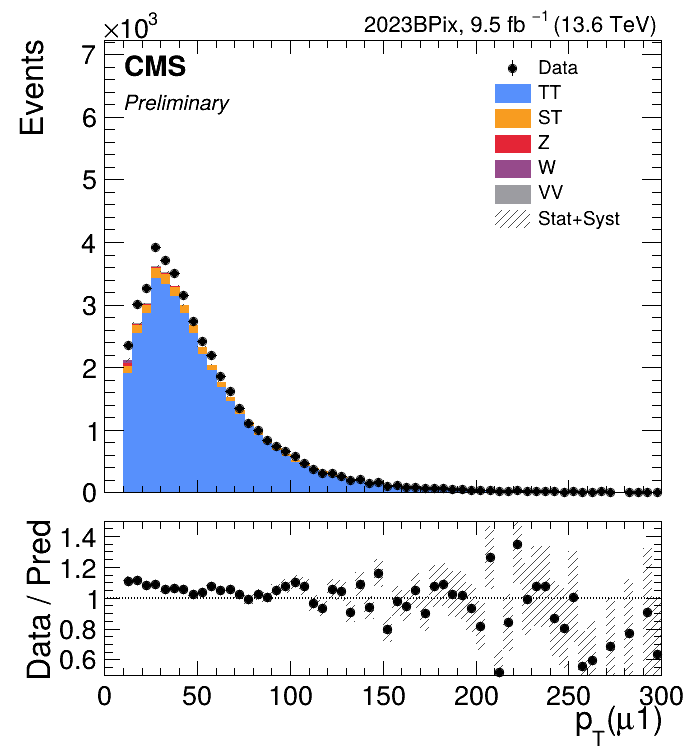 ×10³
2023BPix, 9.5 fb⁻¹ (13.6 TeV)
Events
7
6
5
4
3
2
1
0
CMS
Preliminary
Data
TT
ST
Z
W
VV
Stat+Syst
Data / Pred
1.4
1.2
1
0.8
0.6
0 50 100 150 200 250 300
p_T(μ1)